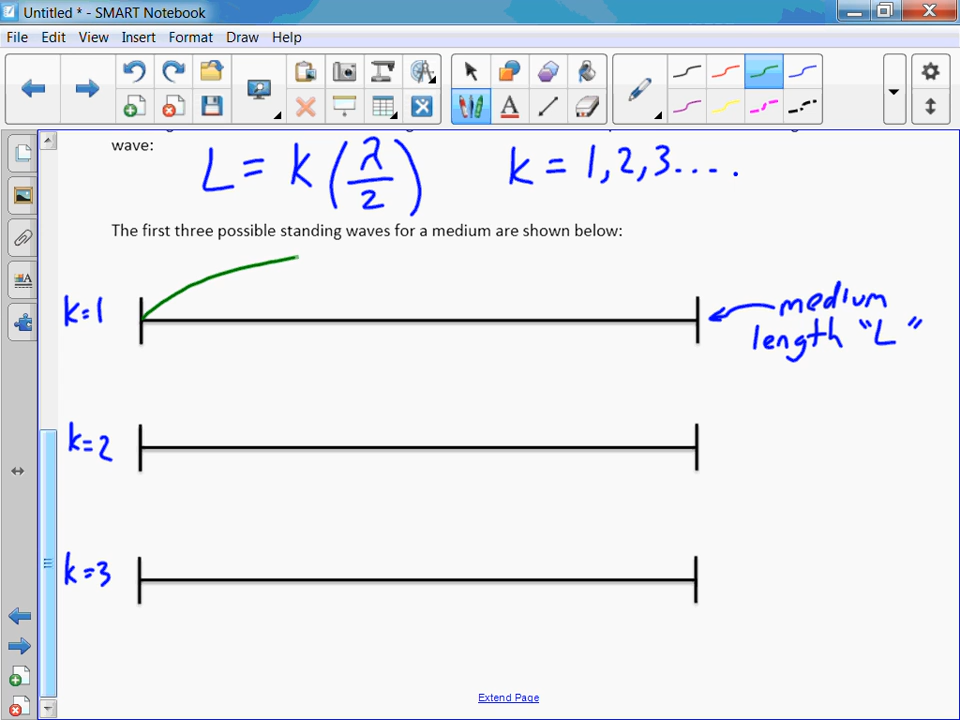 Untitled * - SMART Notebook
File Edit View Insert Format Draw Help
wave:
L = k (λ/2) k = 1, 2, 3....
The first three possible standing waves for a medium are shown below:
k=1
medium
length "L"
k=2
k=3
Extend Page